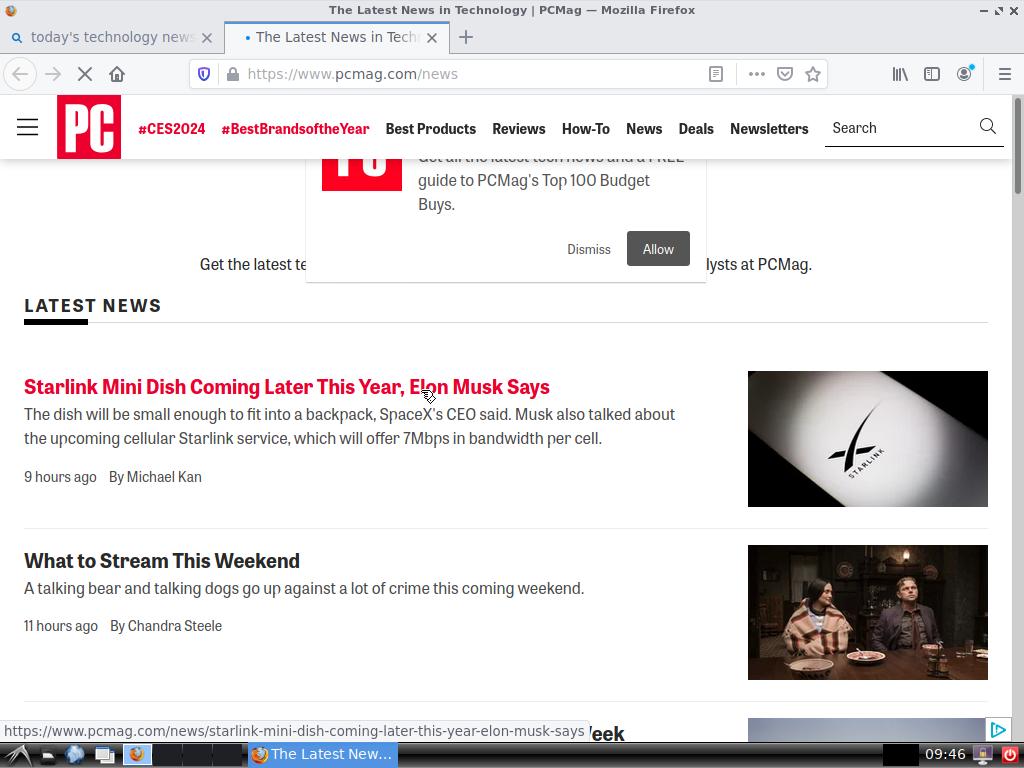 The Latest News in Technology | PCMag — Mozilla Firefox
today's technology news
The Latest News in Tech
https://www.pcmag.com/news
PC
#CES2024
#BestBrandsoftheYear
Best Products
Reviews
How-To
News
Deals
Newsletters
Search
Get all the latest tech news and a FREE
guide to PCMag's Top 100 Budget
Buys.
Dismiss
Allow
Get the latest te
lysts at PCMag.
LATEST NEWS
Starlink Mini Dish Coming Later This Year, Elon Musk Says
The dish will be small enough to fit into a backpack, SpaceX's CEO said. Musk also talked about
the upcoming cellular Starlink service, which will offer 7Mbps in bandwidth per cell.
9 hours ago By Michael Kan
STARLINK
What to Stream This Weekend
A talking bear and talking dogs go up against a lot of crime this coming weekend.
11 hours ago By Chandra Steele
https://www.pcmag.com/news/starlink-mini-dish-coming-later-this-year-elon-musk-says
eek
The Latest New...
09:46